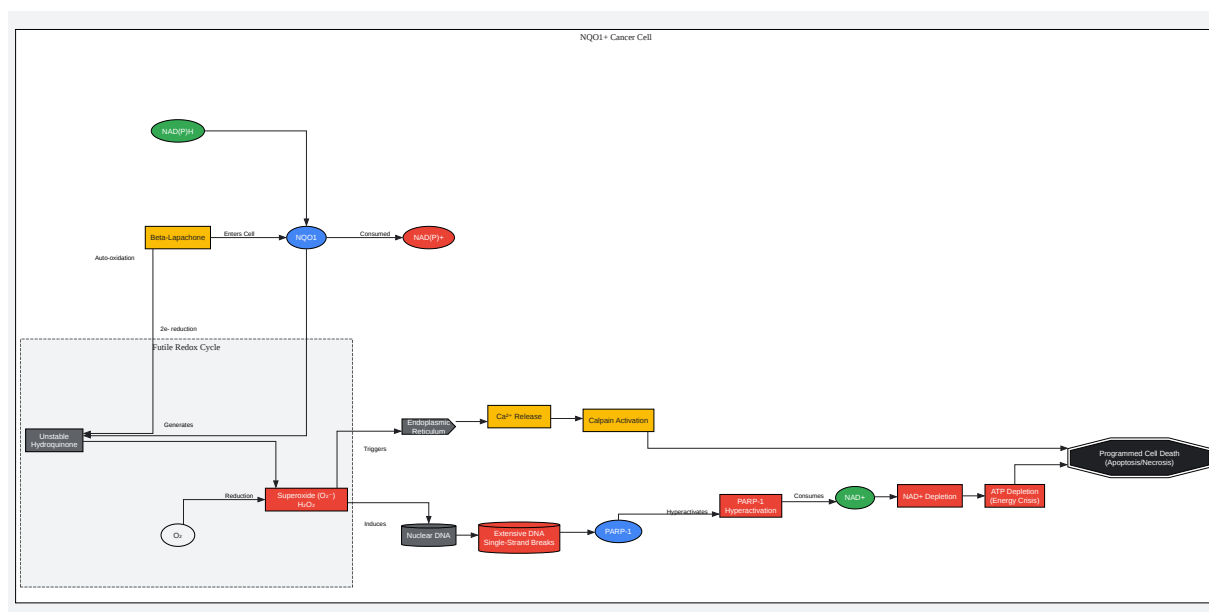 NQO1+ Cancer Cell
NAD(P)H
Beta-Lapachone
Enters Cell
NQO1
Consumed
NAD(P)+
Auto-oxidation
2e- reduction
Futile Redox Cycle
Unstable
Hydroquinone
Generates
Endoplasmic
Reticulum
Ca²⁺ Release
Calpain Activation
Triggers
Programmed Cell Death
(Apoptosis/Necrosis)
Reduction
Superoxide (O₂⁻)
H₂O₂
O₂
Induces
Nuclear DNA
Extensive DNA
Single-Strand Breaks
PARP-1
Hyperactivates
PARP-1
Hyperactivation
Consumes
NAD+
NAD+ Depletion
ATP Depletion
(Energy Crisis)